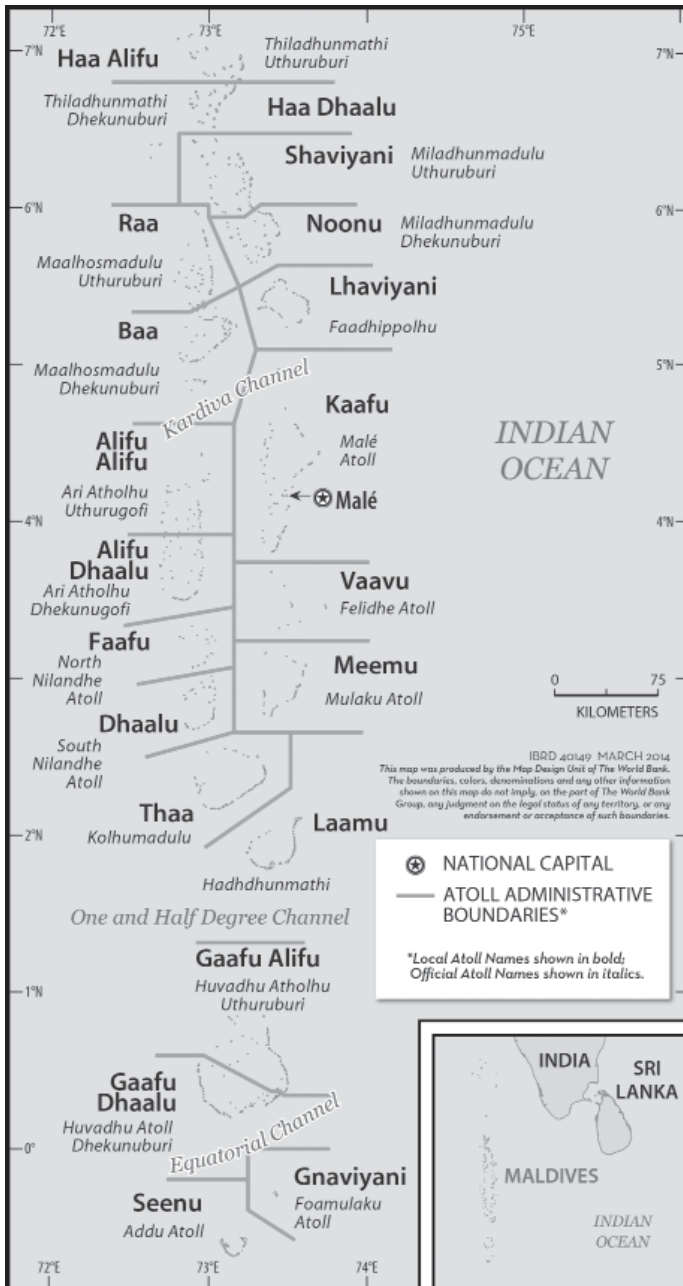 72°E
73°E
75°E
7°N
7°N
Haa Alifu
Thiladhunmathi
Uthuruburi
Thiladhunmathi
Dhekunuburi
Haa Dhaalu
Shaviyani
Miladhunmadulu
Uthuruburi
6°N
6°N
Raa
Noonu
Miladhunmadulu
Dhekunuburi
Maalhosmadulu
Uthuruburi
Lhaviyani
Faadhippolhu
Baa
Maalhosmadulu
Dhekunuburi
5°N
Kardiva Channel
Kaafu
Malé
Atoll
INDIAN
OCEAN
Alifu
Alifu
Ari Atholhu
Uthurugofi
Malé
4°N
4°N
Alifu
Dhaalu
Ari Atholhu
Dhekunugofi
Vaavu
Felidhe Atoll
Faafu
North
Nilandhe
Atoll
Meemu
Mulaku Atoll
0
75
KILOMETERS
Dhaalu
South
Nilandhe
Atoll
IBRD 40149 MARCH 2014
This map was produced by the Map Design Unit of The World Bank.
The boundaries, colors, denominations and any other information
shown on this map do not imply, on the part of The World Bank
Group, any judgment on the legal status of any territory, or any
endorsement or acceptance of such boundaries.
Thaa
Kolhumadulu
2°N
Laamu
Hadhdhunmathi
NATIONAL CAPITAL
ATOLL ADMINISTRATIVE
BOUNDARIES*
*Local Atoll Names shown in bold;
Official Atoll Names shown in italics.
One and Half Degree Channel
Gaafu Alifu
Huvadhu Atholhu
Uthuruburi
1°N
Gaafu
Dhaalu
Huvadhu Atoll
Dhekunuburi
Equatorial Channel
0°
Gnaviyani
Foamulaku
Atoll
Seenu
Addu Atoll
INDIA
SRI
LANKA
MALDIVES
INDIAN
OCEAN
72°E
73°E
74°E